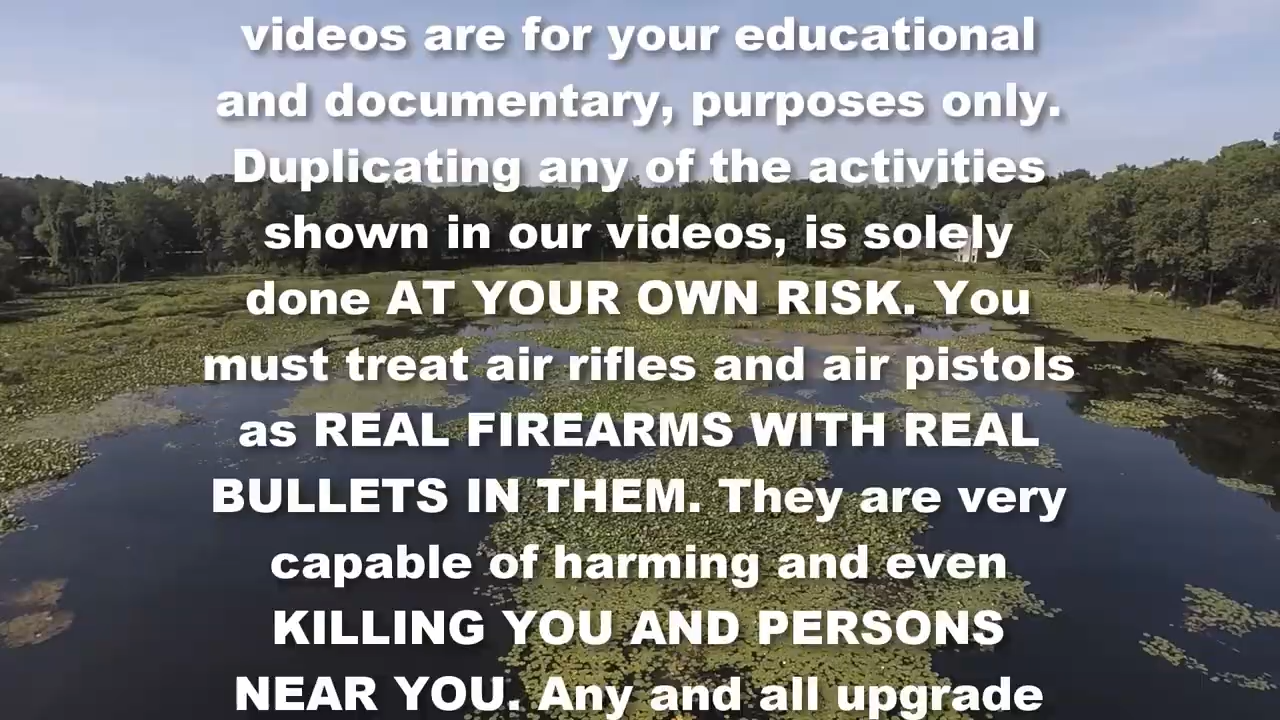 videos are for your educational
and documentary, purposes only.
Duplicating any of the activities
shown in our videos, is solely
done AT YOUR OWN RISK. You
must treat air rifles and air pistols
as REAL FIREARMS WITH REAL
BULLETS IN THEM. They are very
capable of harming and even
KILLING YOU AND PERSONS
NEAR YOU. Any and all upgrade